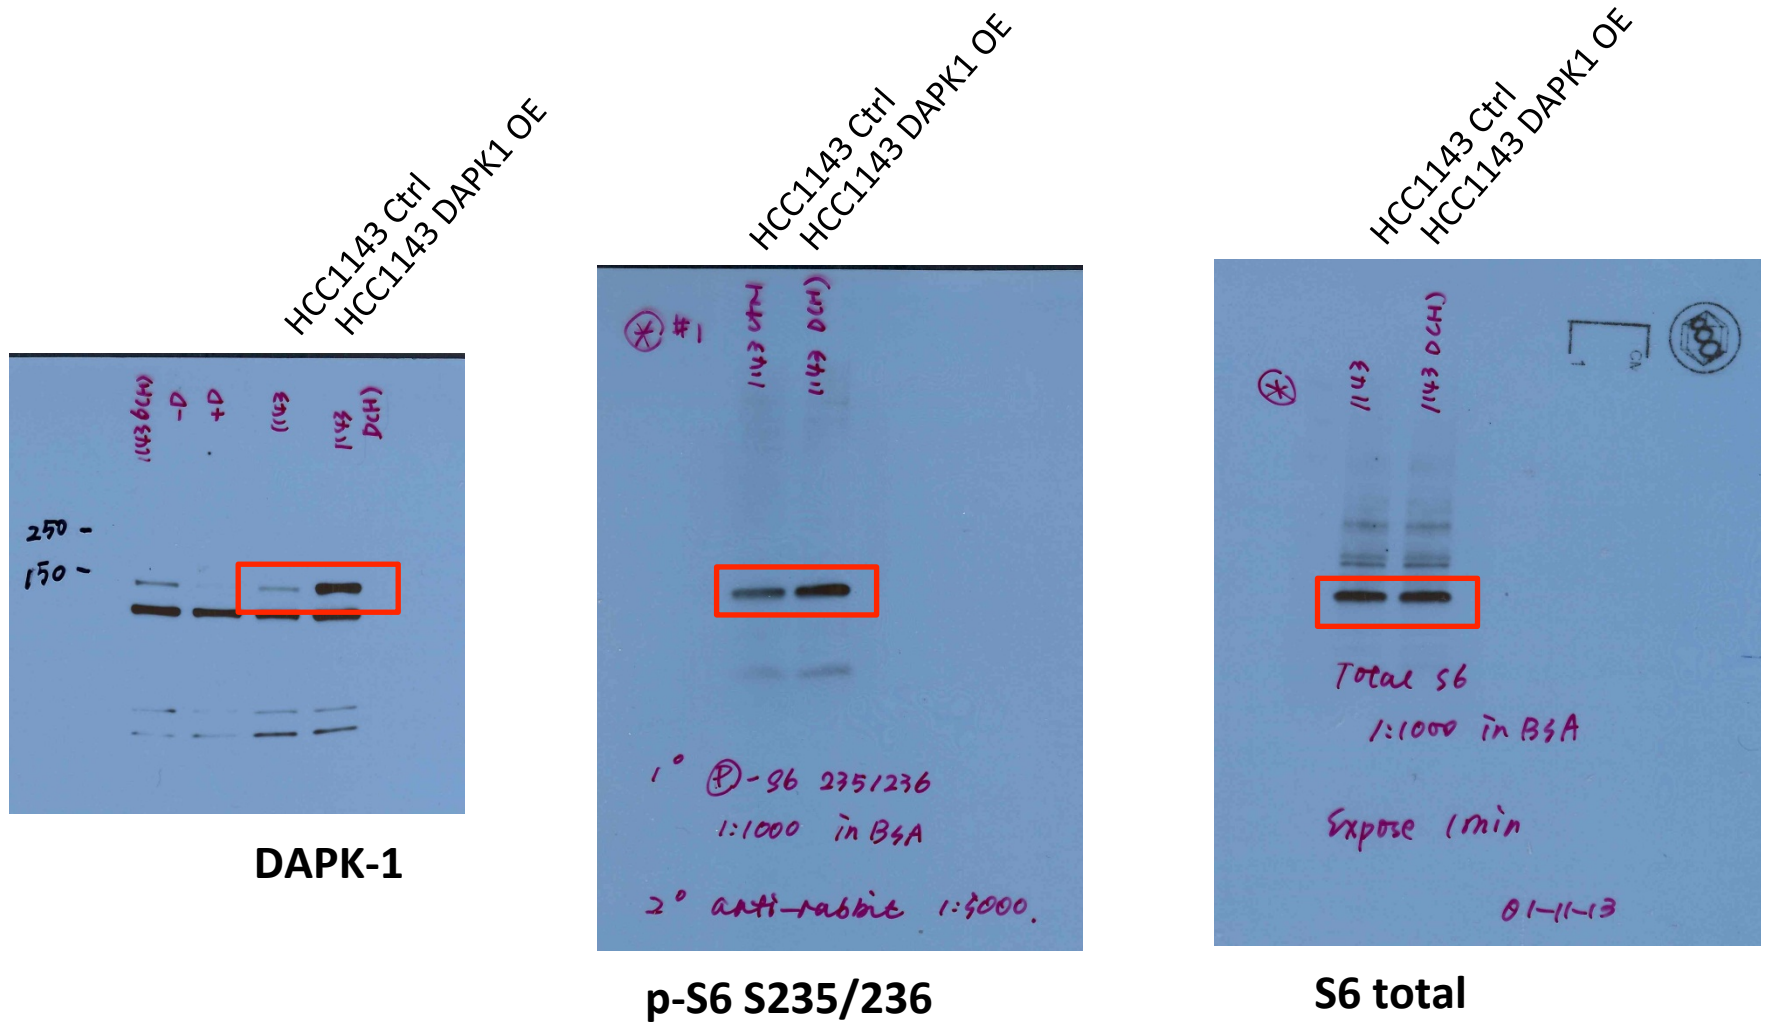 HCC1143 Ctrl
HCC1143 DAPK1 OE
-D
+D
1143
1143
D(H)
250 -
150 -
DAPK-1
HCC1143 Ctrl
HCC1143 DAPK1 OE
* #1
1143 Ctrl
1143 D(H)
1° P-S6 235/236
1:1000 in BSA
2° anti-rabbit 1:5000.
p-S6 S235/236
HCC1143 Ctrl
HCC1143 DAPK1 OE
*
1143
1143 D(H)
1
Total S6
1:1000 in BSA
Expose 1min
01-11-13
S6 total